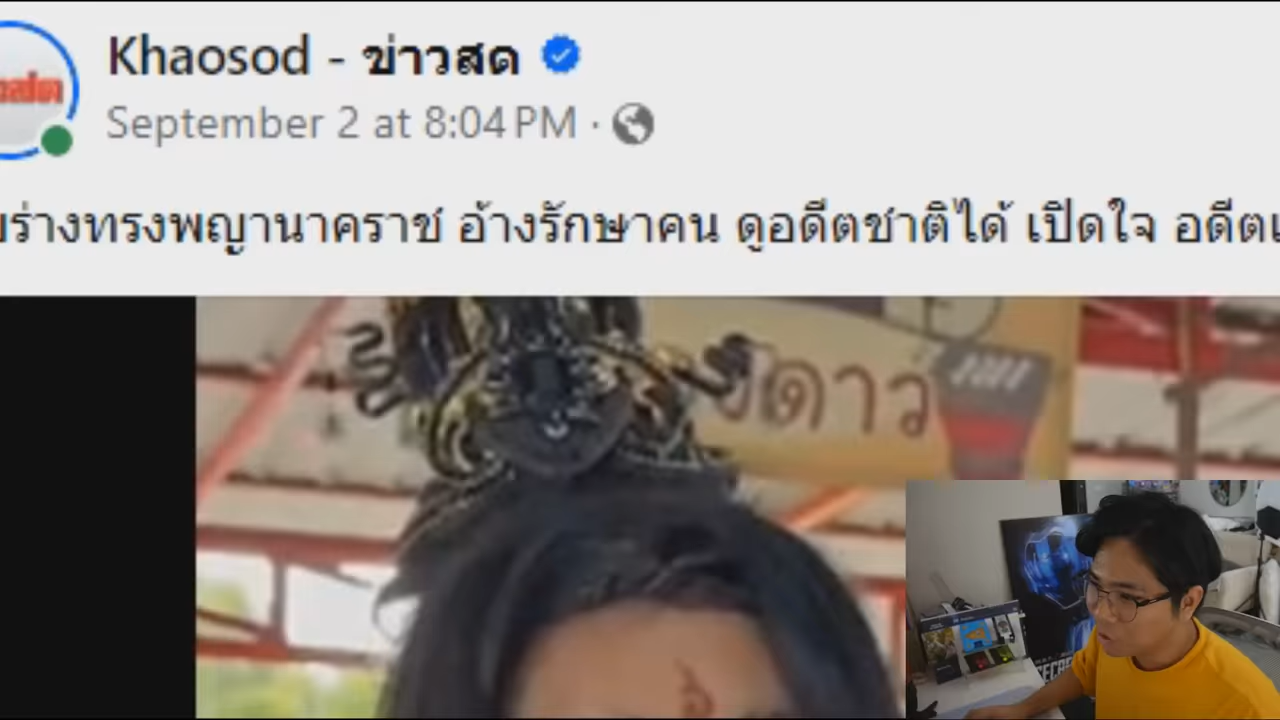 Khaosod - ข่าวสด
September 2 at 8:04 PM ·
ร่างทรงพญานาคราช อ้างรักษาคน ดูอดีตชาติได้ เปิดใจ อดีต
ดาว